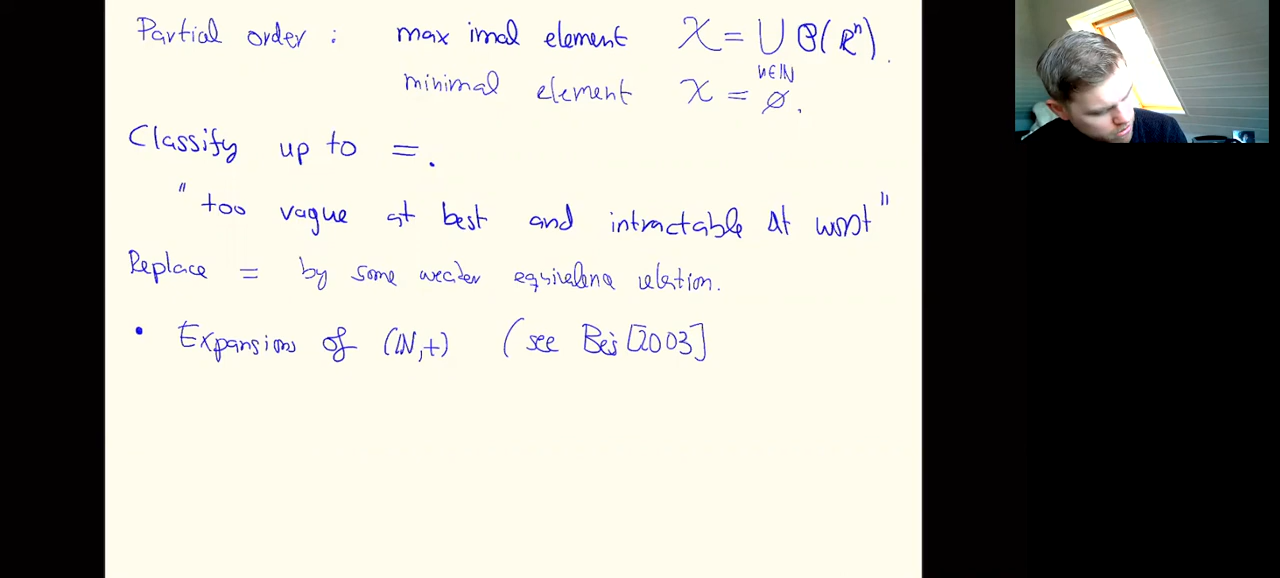 Partial order : maximal element 𝒳 = ⋃ 𝒫(ℝⁿ).
n∈ℕ
minimal element 𝒳 = ∅.
Classify up to =.
"too vague at best and intractable at worst"
Replace = by some weaker equivalence relation.
• Expansions of (ℕ,+) (see Bès [2003]